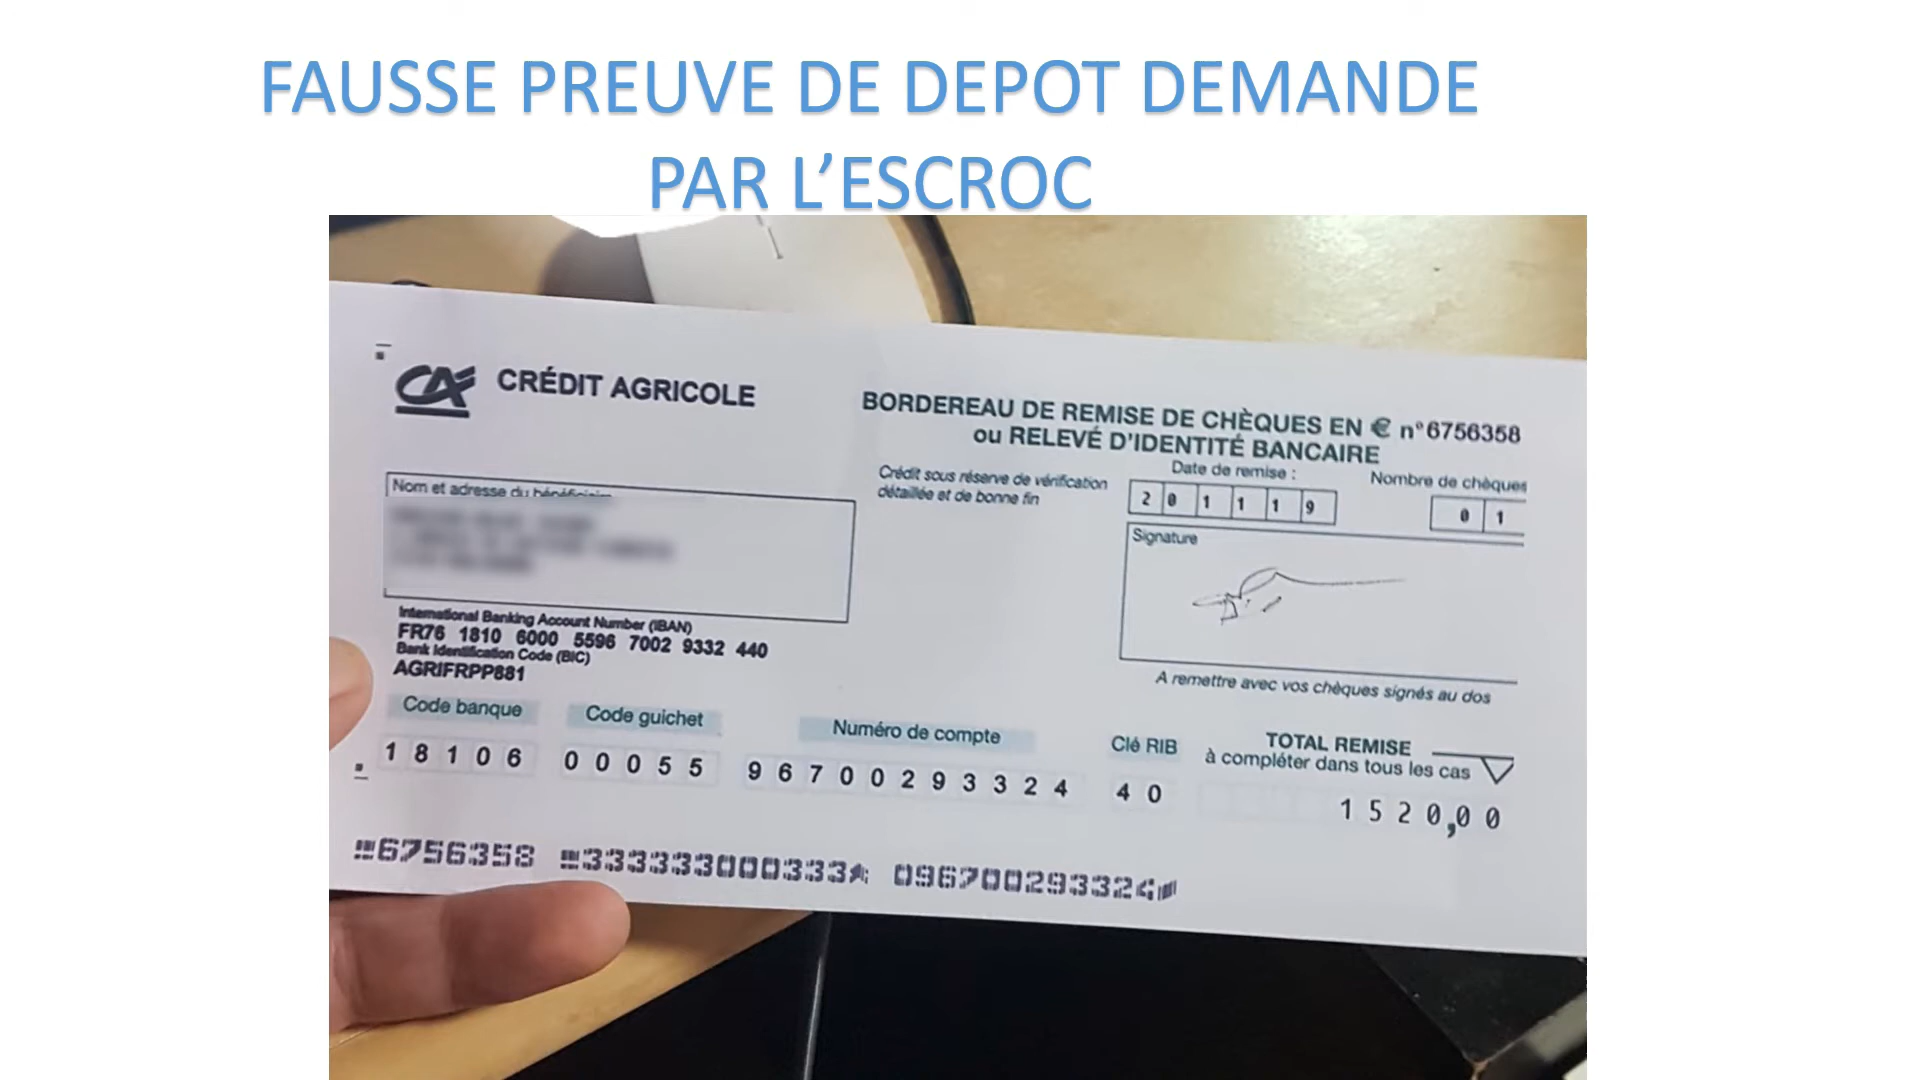 FAUSSE PREUVE DE DEPOT DEMANDE
PAR L'ESCROC
CRÉDIT AGRICOLE
BORDEREAU DE REMISE DE CHÈQUES EN € n°6756358
ou RELEVÉ D'IDENTITÉ BANCAIRE
Crédit sous réserve de vérification
détaillée et de bonne fin
Date de remise :
2 0 1 1 1 9
Nombre de chèques
0 1
Nom et adresse du bénéficiaire
Signature
International Banking Account Number (IBAN)
FR76 1810 6000 5596 7002 9332 440
Bank Identification Code (BIC)
AGRIFRPP881
A remettre avec vos chèques signés au dos
Code banque
1 8 1 0 6
Code guichet
0 0 0 5 5
Numéro de compte
9 6 7 0 0 2 9 3 3 2 4
Clé RIB
4 0
TOTAL REMISE
à compléter dans tous les cas
1 5 2 0,0 0
6756358 333333000333 096700293324